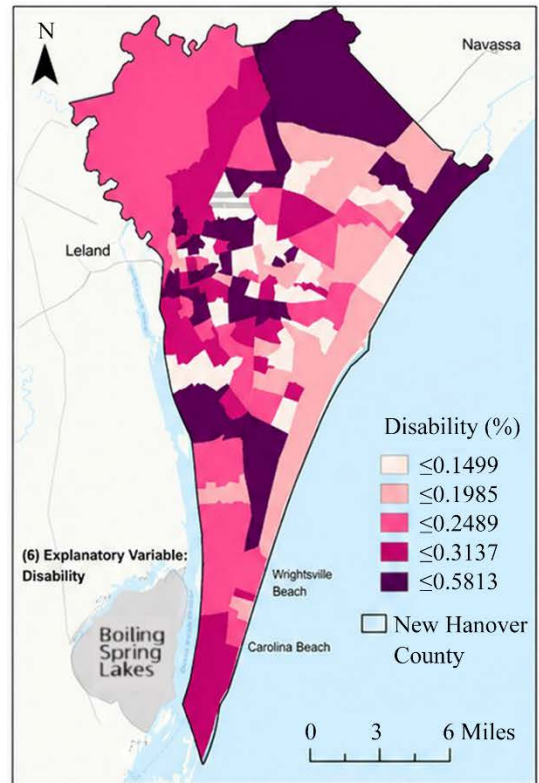 N
Navassa
Leland
Disability (%)
≤0.1499
≤0.1985
≤0.2489
≤0.3137
≤0.5813
New Hanover
County
(6) Explanatory Variable:
Disability
Wrightsville
Beach
Boiling
Spring
Lakes
Carolina Beach
0 3 6 Miles